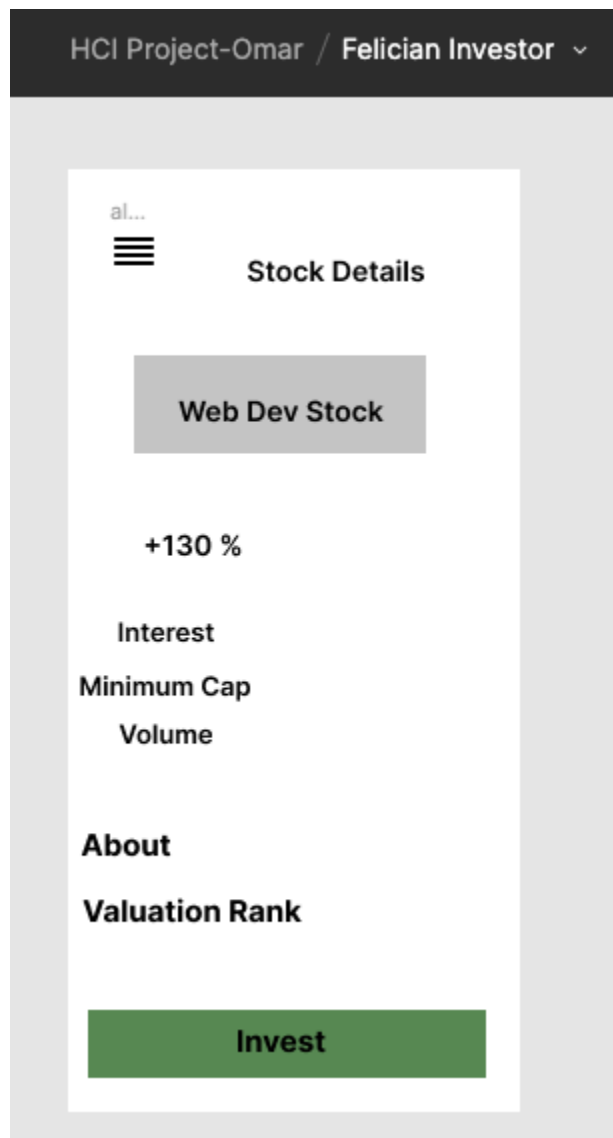 HCI Project-Omar / Felician Investor
al...
Stock Details
Web Dev Stock
+130 %
Interest
Minimum Cap
Volume
About
Valuation Rank
Invest